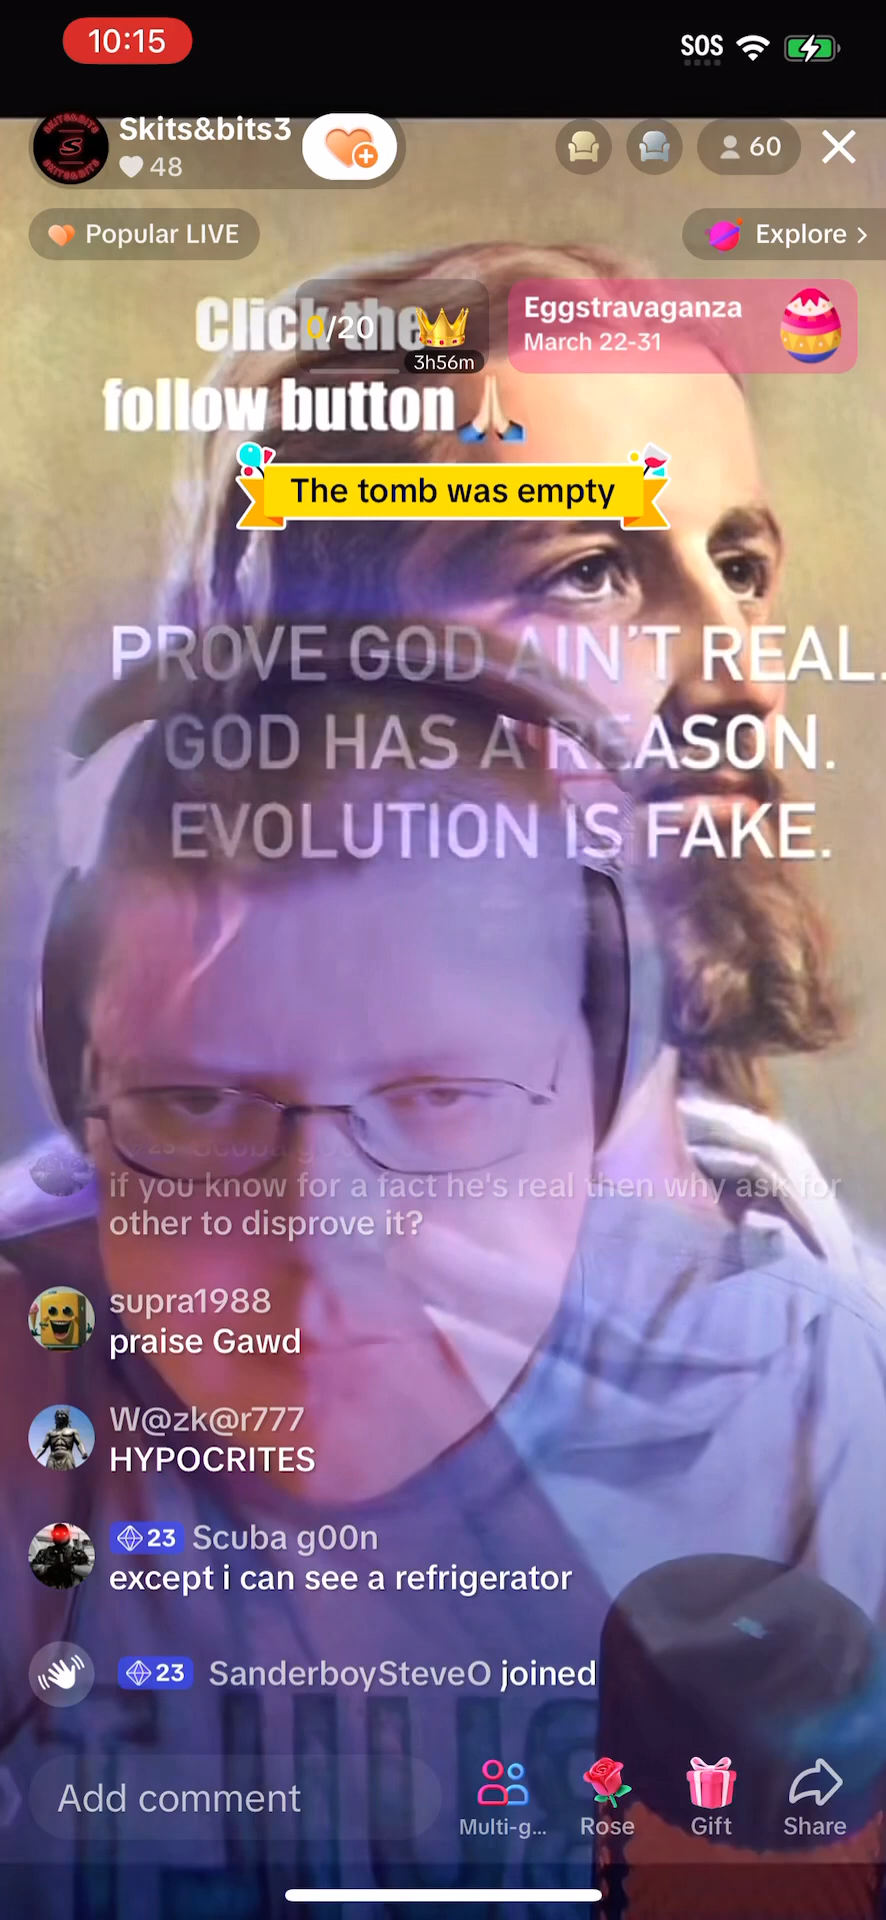 10:15
SOS
Skits&bits3
48
60
Popular LIVE
Explore >
Click the
0/20
3h56m
Eggstravaganza
March 22-31
follow button🙏
The tomb was empty
PROVE GOD AIN'T REAL.
GOD HAS A REASON.
EVOLUTION IS FAKE.
if you know for a fact he's real then why ask for
other to disprove it?
supra1988
praise Gawd
W@zk@r777
HYPOCRITES
23 Scuba g00n
except i can see a refrigerator
23 SanderboySteveO joined
Add comment
Multi-g...
Rose
Gift
Share